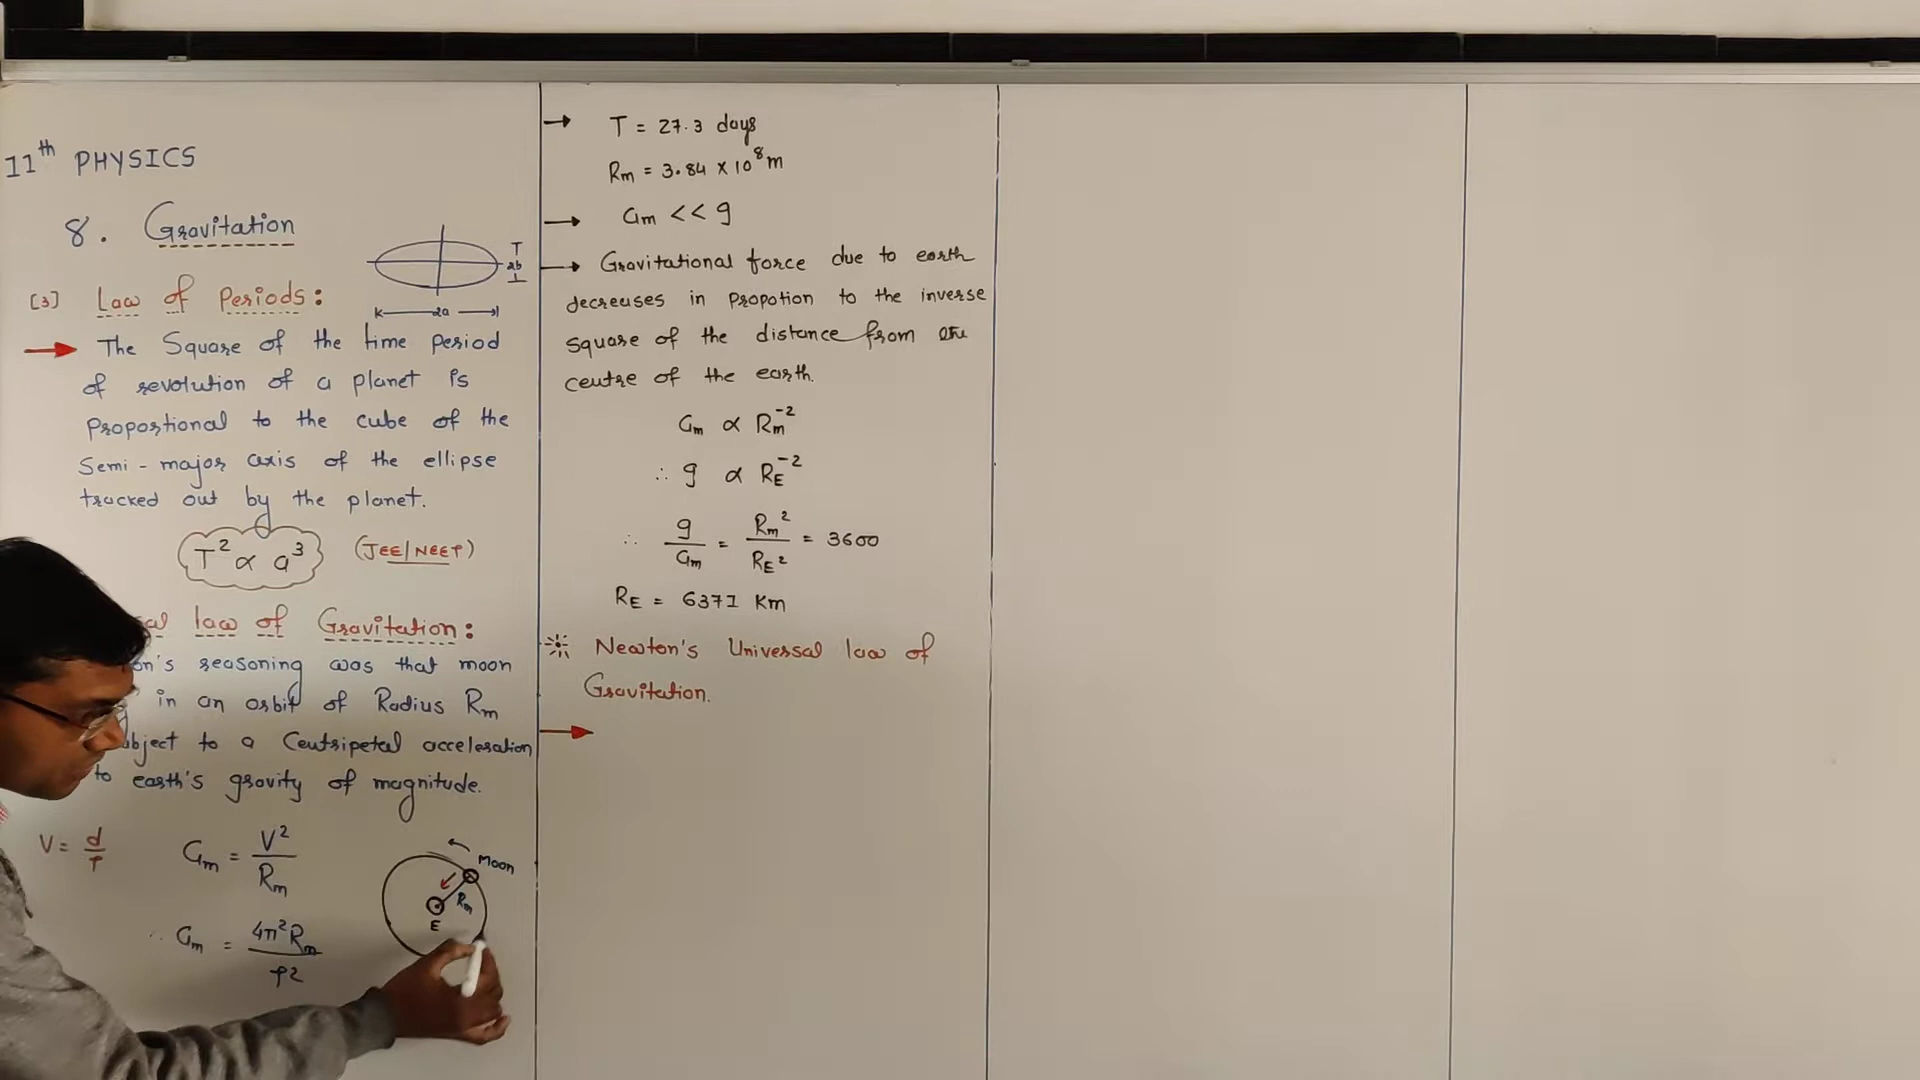 11th PHYSICS
8. Gravitation
T
2b
2a
[3] Law of Periods:
The Square of the time period
of revolution of a planet is
Proportional to the cube of the
Semi-major axis of the ellipse
tracked out by the planet.
T² ∝ a³ (JEE/NEET)
law of Gravitation:
reasoning was that moon
in an orbit of Radius Rm
to a Centripetal acceleration
to earth's gravity of magnitude.
V = d/T
am = V²/Rm
Moon
Rm
E
∴ am = 4π²Rm/T²
→ T = 27.3 days
Rm = 3.84 × 10⁸ m
→ am << g
→ Gravitational force due to earth
decreases in propotion to the inverse
square of the distance from the
centre of the earth.
am ∝ Rm⁻²
∴ g ∝ RE⁻²
∴ g/am = Rm²/RE² = 3600
RE = 6371 Km
Newton's Universal law of
Gravitation.